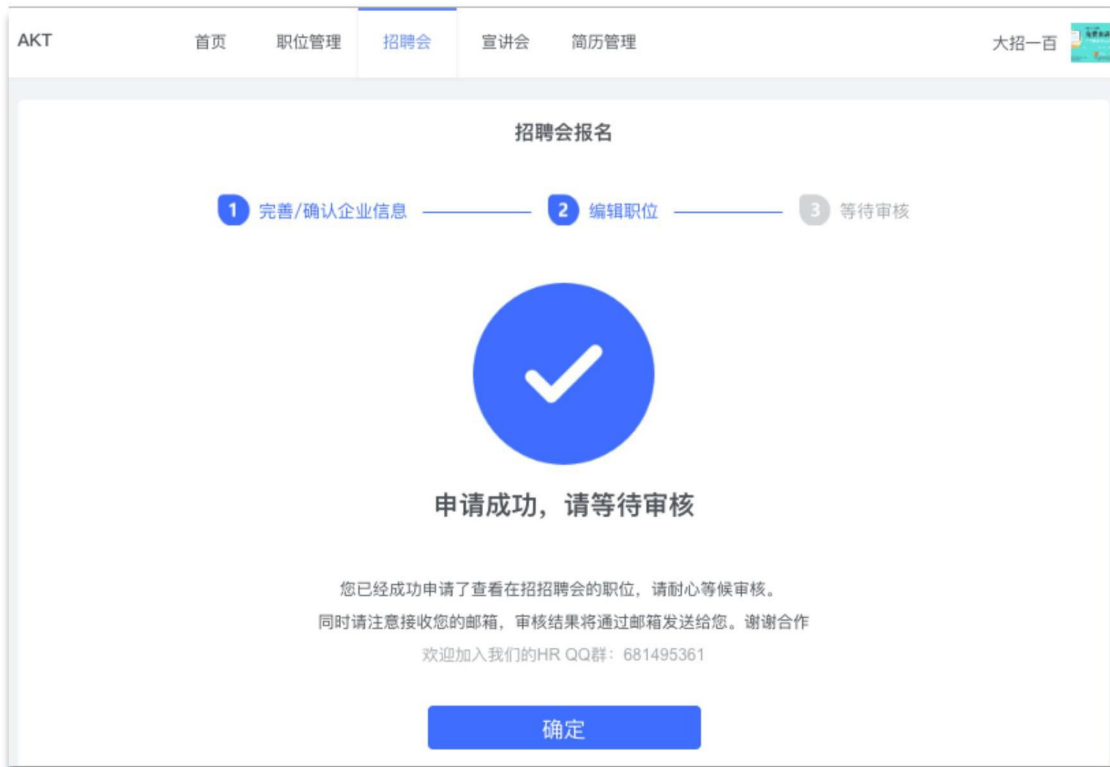 AKT 首页 职位管理 招聘会 宣讲会 简历管理 大招一百
招聘会报名
1 完善/确认企业信息 2 编辑职位 3 等待审核
申请成功，请等待审核
您已经成功申请了查看在招招聘会的职位，请耐心等候审核。
同时请注意接收您的邮箱，审核结果将通过邮箱发送给您。谢谢合作
欢迎加入我们的HR QQ群：681495361
确定